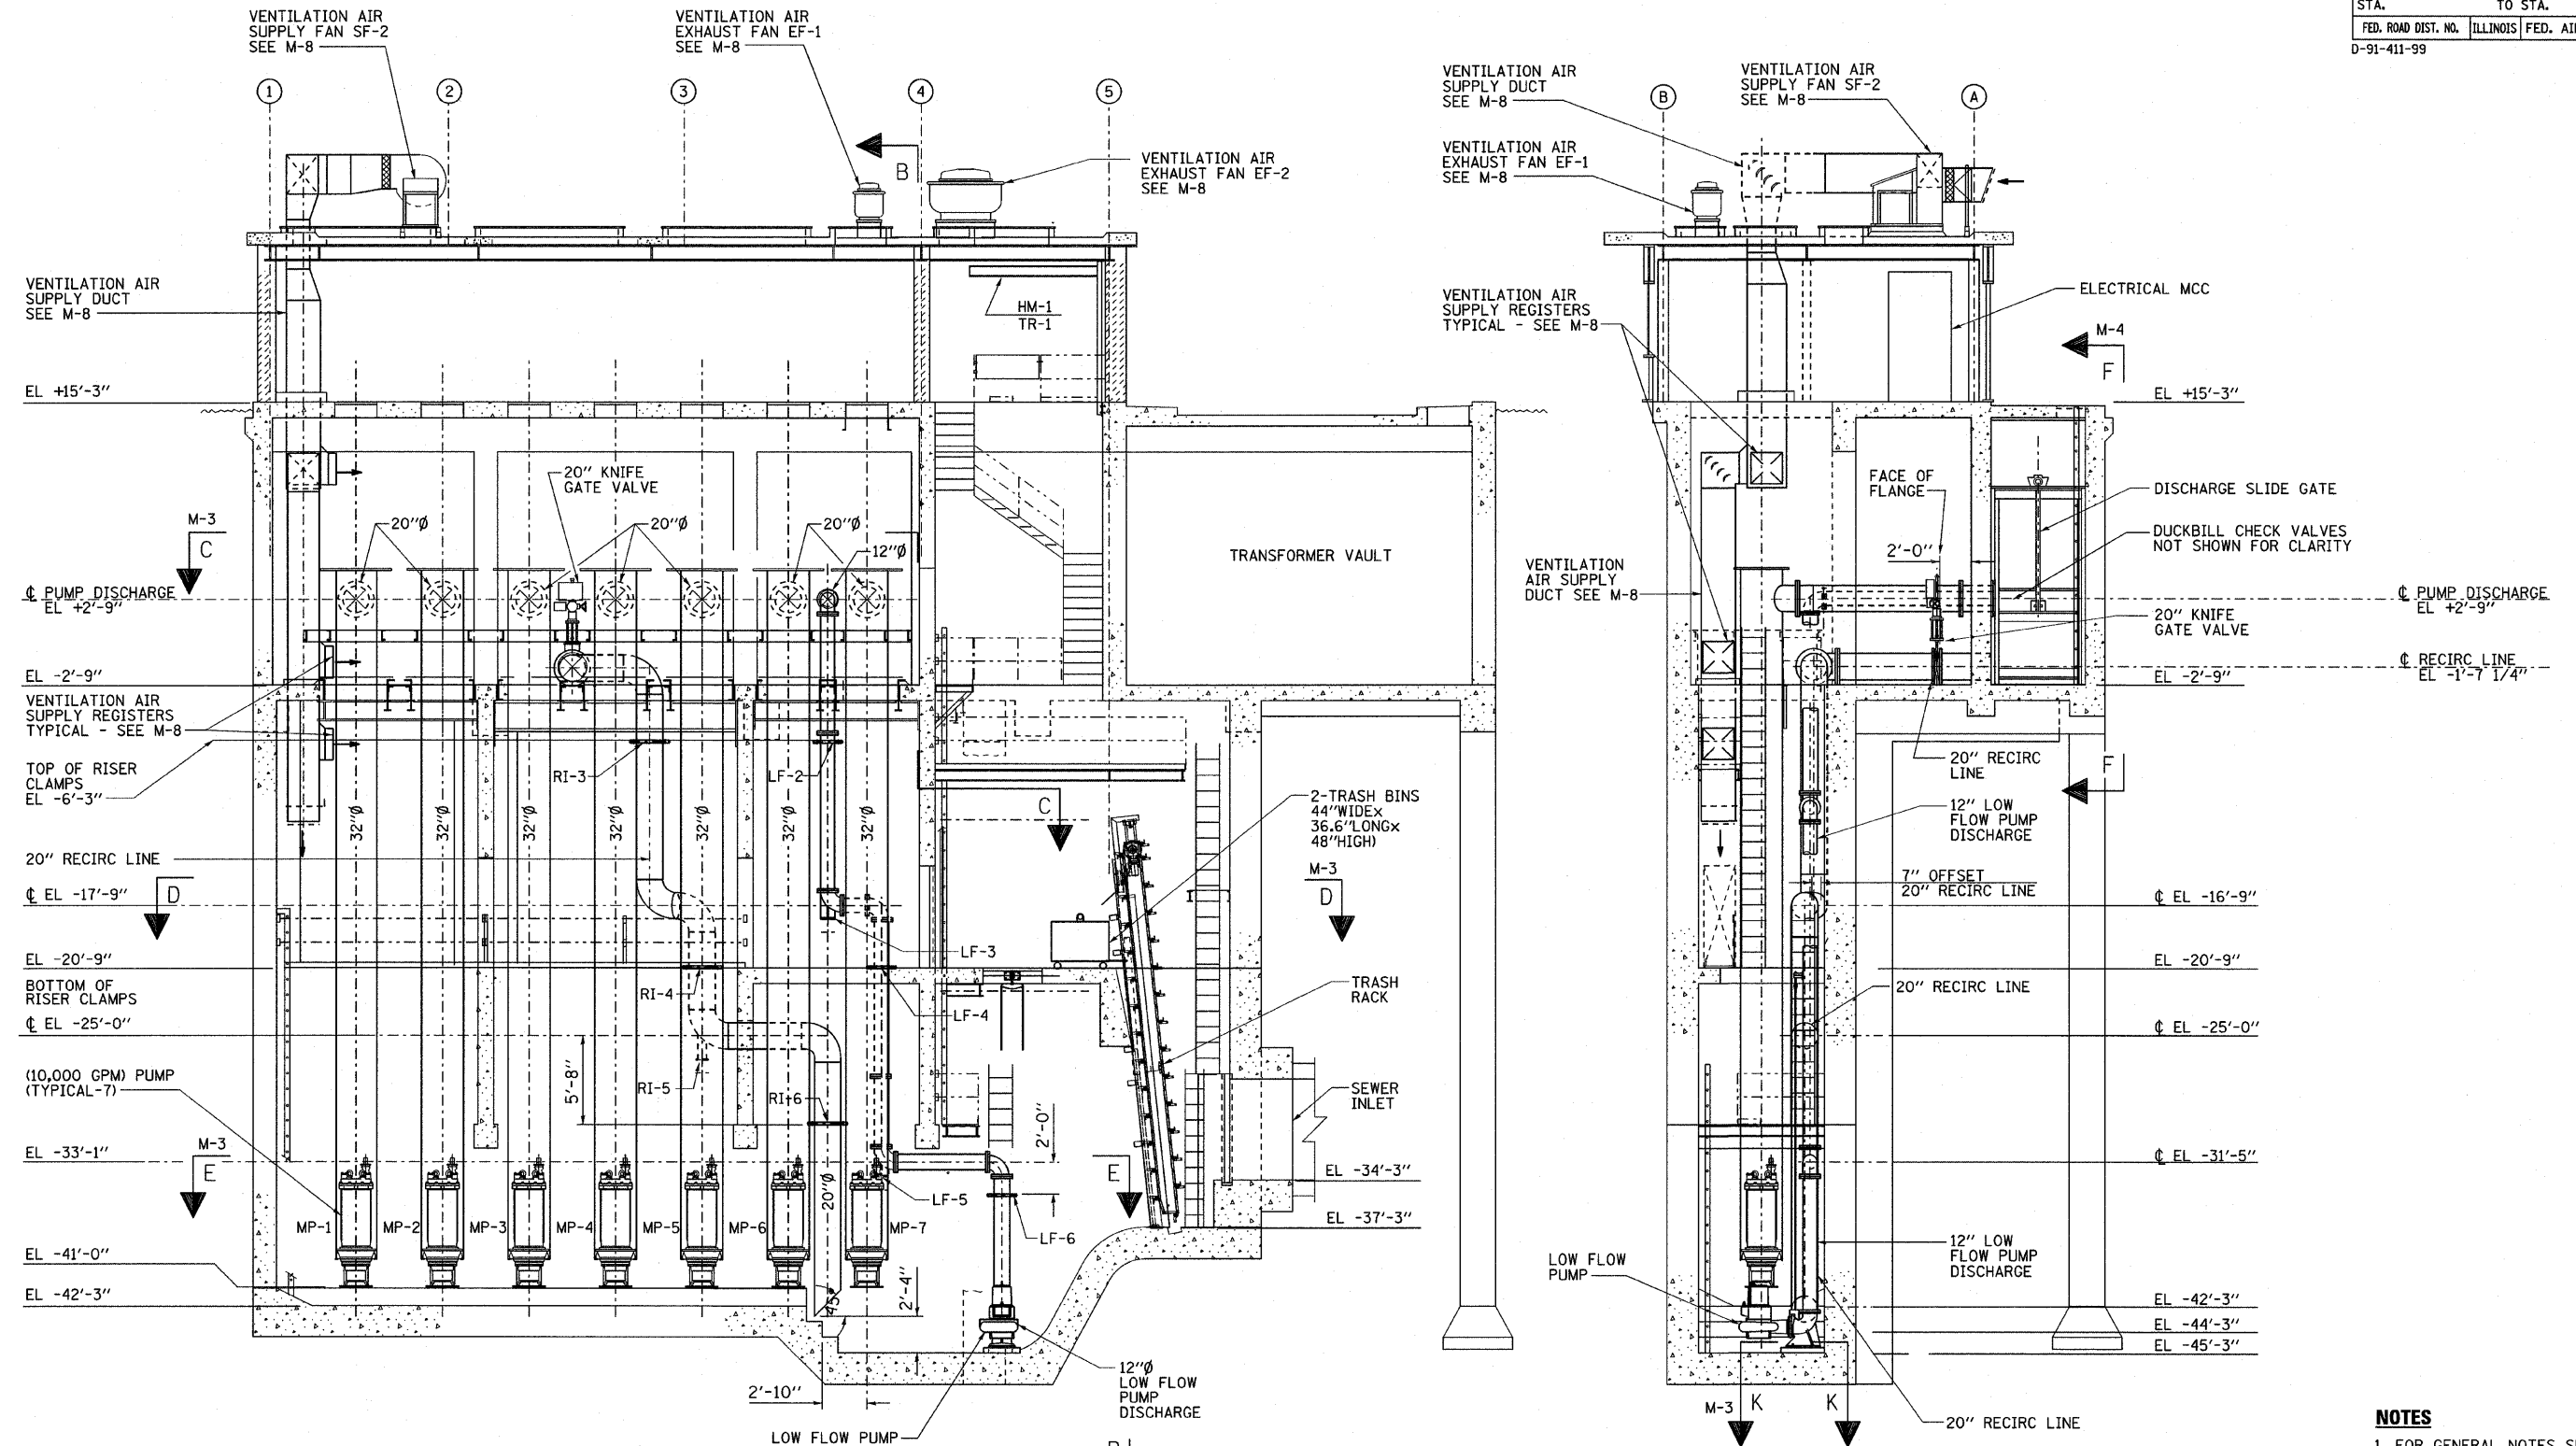 STA. TO STA.
FED. ROAD DIST. NO. ILLINOIS FED. AI
D-91-411-99
VENTILATION AIR
SUPPLY FAN SF-2
SEE M-8
VENTILATION AIR
EXHAUST FAN EF-1
SEE M-8
1
2
3
4
5
B
VENTILATION AIR
EXHAUST FAN EF-2
SEE M-8
VENTILATION AIR
SUPPLY DUCT
SEE M-8
HM-1
TR-1
EL +15'-3"
20" KNIFE
GATE VALVE
M-3
C
20"Ø
20"Ø
20"Ø
12"Ø
TRANSFORMER VAULT
℄ PUMP DISCHARGE
EL +2'-9"
EL -2'-9"
VENTILATION AIR
SUPPLY REGISTERS
TYPICAL - SEE M-8
TOP OF RISER
CLAMPS
EL -6'-3"
RI-3
LF-2
32"Ø
32"Ø
32"Ø
32"Ø
32"Ø
32"Ø
32"Ø
C
2-TRASH BINS
44"WIDEx
36.6"LONGx
48"HIGH)
20" RECIRC LINE
M-3
D
℄ EL -17'-9"
D
LF-3
EL -20'-9"
BOTTOM OF
RISER CLAMPS
RI-4
LF-4
TRASH
RACK
℄ EL -25'-0"
(10,000 GPM) PUMP
(TYPICAL-7)
5'-8"
RI-5
RI-6
SEWER
INLET
2'-0"
EL -33'-1"
M-3
E
E
EL -34'-3"
LF-5
20"Ø
MP-1
MP-2
MP-3
MP-4
MP-5
MP-6
MP-7
EL -37'-3"
LF-6
EL -41'-0"
EL -42'-3"
45°
2'-4"
2'-10"
12"Ø
LOW FLOW
PUMP
DISCHARGE
LOW FLOW PUMP
VENTILATION AIR
SUPPLY DUCT
SEE M-8
VENTILATION AIR
SUPPLY FAN SF-2
SEE M-8
B
A
VENTILATION AIR
EXHAUST FAN EF-1
SEE M-8
VENTILATION AIR
SUPPLY REGISTERS
TYPICAL - SEE M-8
ELECTRICAL MCC
M-4
F
EL +15'-3"
FACE OF
FLANGE
DISCHARGE SLIDE GATE
DUCKBILL CHECK VALVES
NOT SHOWN FOR CLARITY
2'-0"
VENTILATION
AIR SUPPLY
DUCT SEE M-8
℄ PUMP DISCHARGE
EL +2'-9"
20" KNIFE
GATE VALVE
℄ RECIRC LINE
EL -1'-7 1/4"
EL -2'-9"
20" RECIRC
LINE
F
12" LOW
FLOW PUMP
DISCHARGE
7" OFFSET
20" RECIRC LINE
℄ EL -16'-9"
EL -20'-9"
20" RECIRC LINE
℄ EL -25'-0"
℄ EL -31'-5"
LOW FLOW
PUMP
12" LOW
FLOW PUMP
DISCHARGE
EL -42'-3"
EL -44'-3"
EL -45'-3"
M-3
K
K
20" RECIRC LINE
NOTES